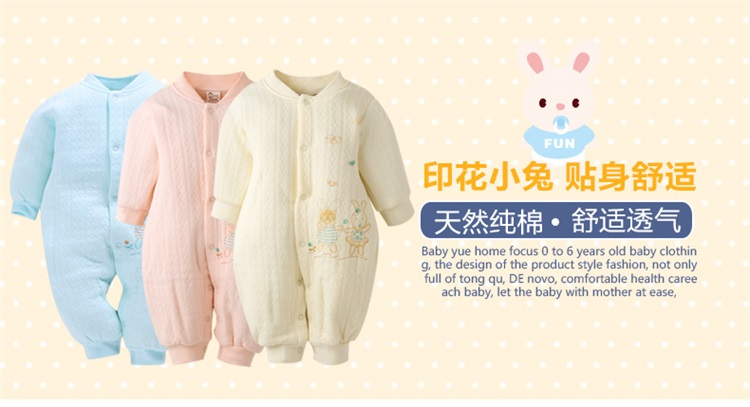 FUN
印花小兔 贴身舒适
天然纯棉·舒适透气
Baby yue home focus 0 to 6 years old baby clothin
g, the design of the product style fashion, not only
full of tong qu, DE novo, comfortable health caree
ach baby, let the baby with mother at ease,